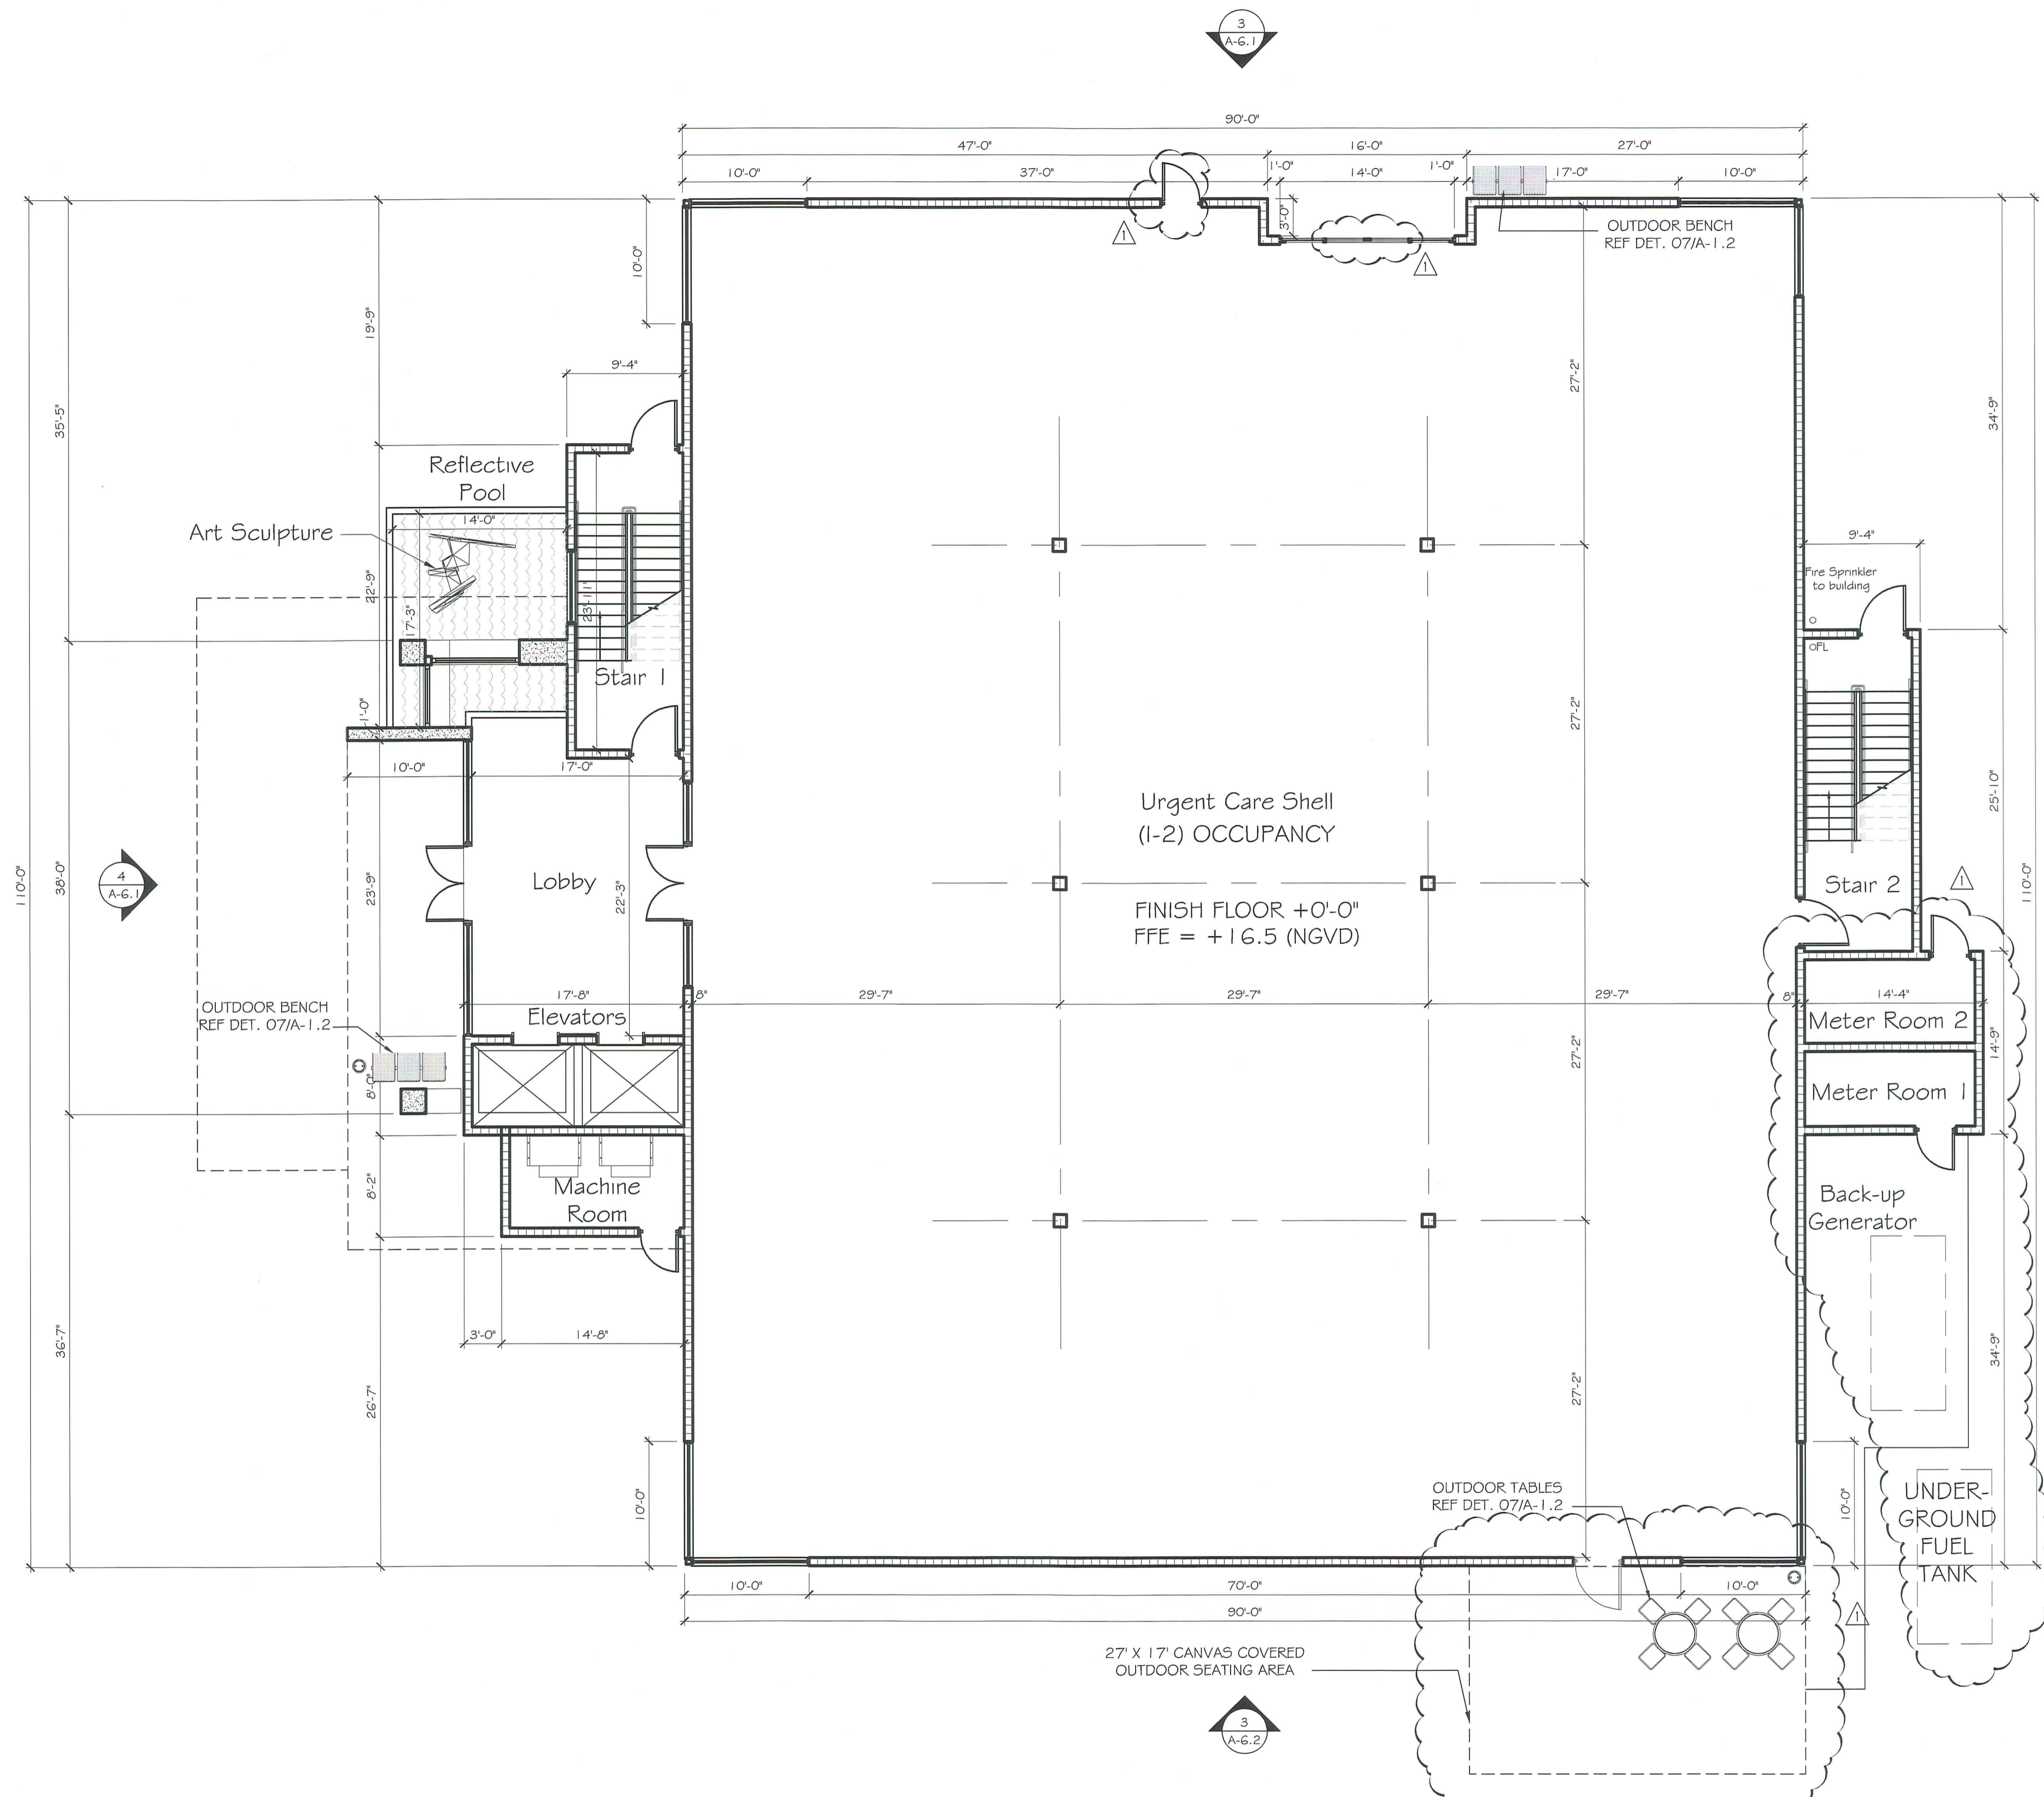 3
A-6.1
90'-0"
47'-0"
16'-0"
27'-0"
10'-0"
37'-0"
1'-0"
14'-0"
1'-0"
17'-0"
10'-0"
3'-0"
1
1
OUTDOOR BENCH
REF DET. 07/A-1.2
110'-0"
35'-5"
38'-0"
36'-7"
19'-9"
22'-9"
23'-9"
8'-0"
8'-2"
26'-7"
10'-0"
9'-4"
Reflective
Pool
Art Sculpture
14'-0"
17'-3"
23'-11"
Stair 1
1'-0"
10'-0"
17'-0"
4
A-6.1
Lobby
22'-3"
17'-8"
8"
Elevators
OUTDOOR BENCH
REF DET. 07/A-1.2
Machine
Room
3'-0"
14'-8"
10'-0"
27'-2"
27'-2"
27'-2"
27'-2"
Urgent Care Shell
(I-2) OCCUPANCY
FINISH FLOOR +0'-0"
FFE = +16.5 (NGVD)
29'-7"
29'-7"
29'-7"
8"
34'-9"
25'-10"
14'-9"
34'-9"
110'-0"
9'-4"
Fire Sprinkler
to building
FL
Stair 2
1
14'-4"
Meter Room 2
Meter Room 1
Back-up
Generator
10'-0"
UNDER-
GROUND
FUEL
TANK
OUTDOOR TABLES
REF DET. 07/A-1.2
10'-0"
70'-0"
10'-0"
90'-0"
1
27' X 17' CANVAS COVERED
OUTDOOR SEATING AREA
3
A-6.2